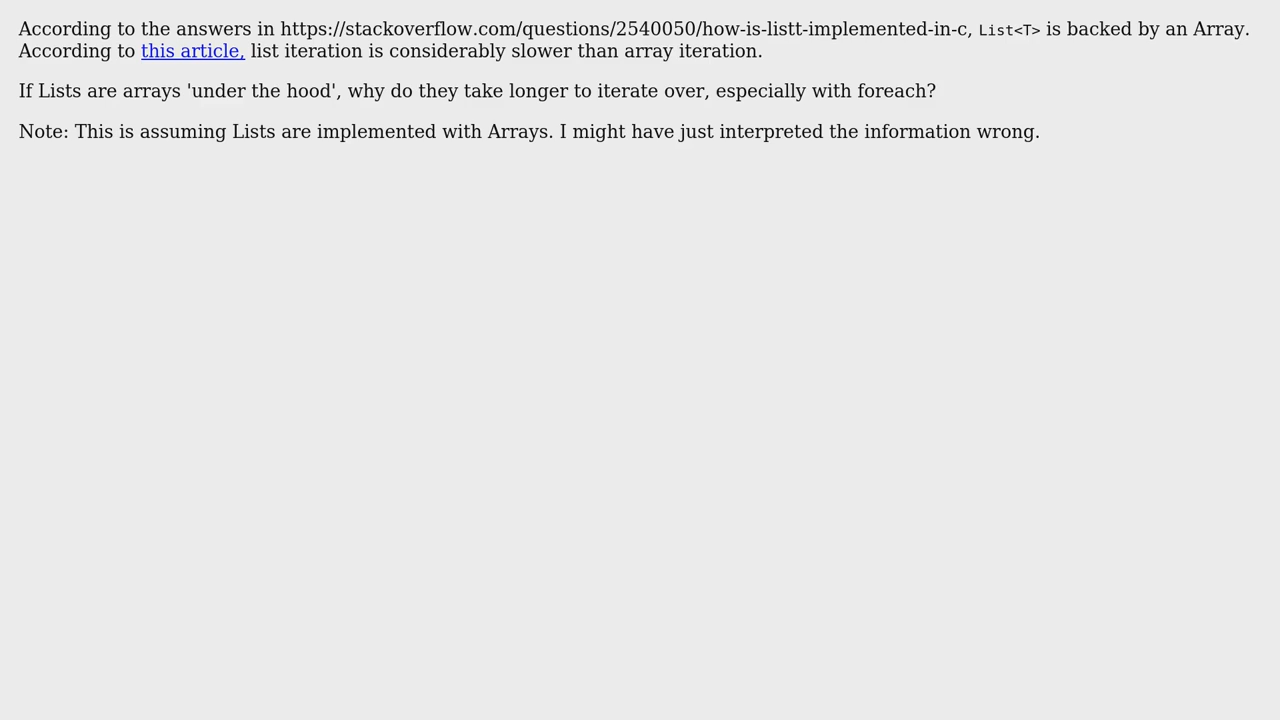 According to the answers in https://stackoverflow.com/questions/2540050/how-is-listt-implemented-in-c, List<T> is backed by an Array.
According to this article, list iteration is considerably slower than array iteration.
If Lists are arrays 'under the hood', why do they take longer to iterate over, especially with foreach?
Note: This is assuming Lists are implemented with Arrays. I might have just interpreted the information wrong.